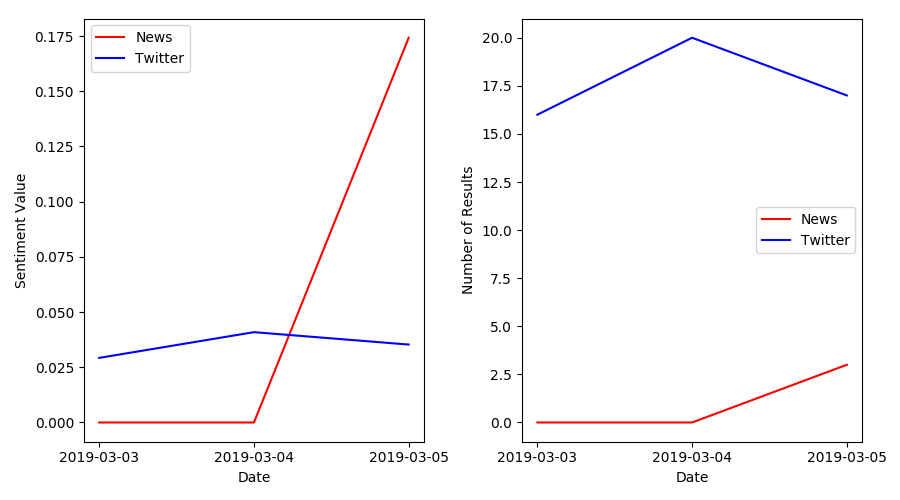 0.175
0.150
0.125
0.100
0.075
0.050
0.025
0.000
Sentiment Value
News
Twitter
2019-03-03 2019-03-04 2019-03-05
Date
20.0
17.5
15.0
12.5
10.0
7.5
5.0
2.5
0.0
Number of Results
News
Twitter
2019-03-03 2019-03-04 2019-03-05
Date